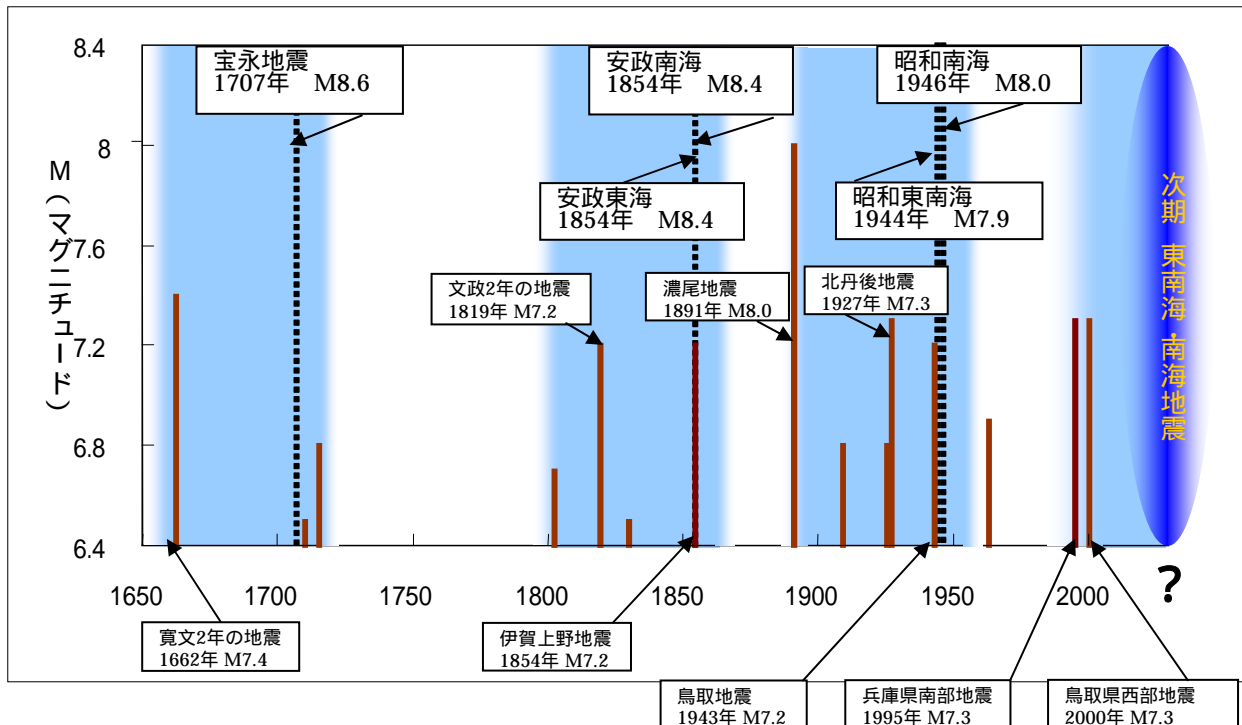 宝永地震
1707年 M8.6
安政南海
1854年 M8.4
昭和南海
1946年 M8.0
安政東海
1854年 M8.4
昭和東南海
1944年 M7.9
文政2年の地震
1819年 M7.2
濃尾地震
1891年 M8.0
北丹後地震
1927年 M7.3
次期 東南海・南海地震
M(マグニチュード)
8.4
8
7.6
7.2
6.8
6.4
1650
1700
1750
1800
1850
1900
1950
2000
?
寛文2年の地震
1662年 M7.4
伊賀上野地震
1854年 M7.2
鳥取地震
1943年 M7.2
兵庫県南部地震
1995年 M7.3
鳥取県西部地震
2000年 M7.3